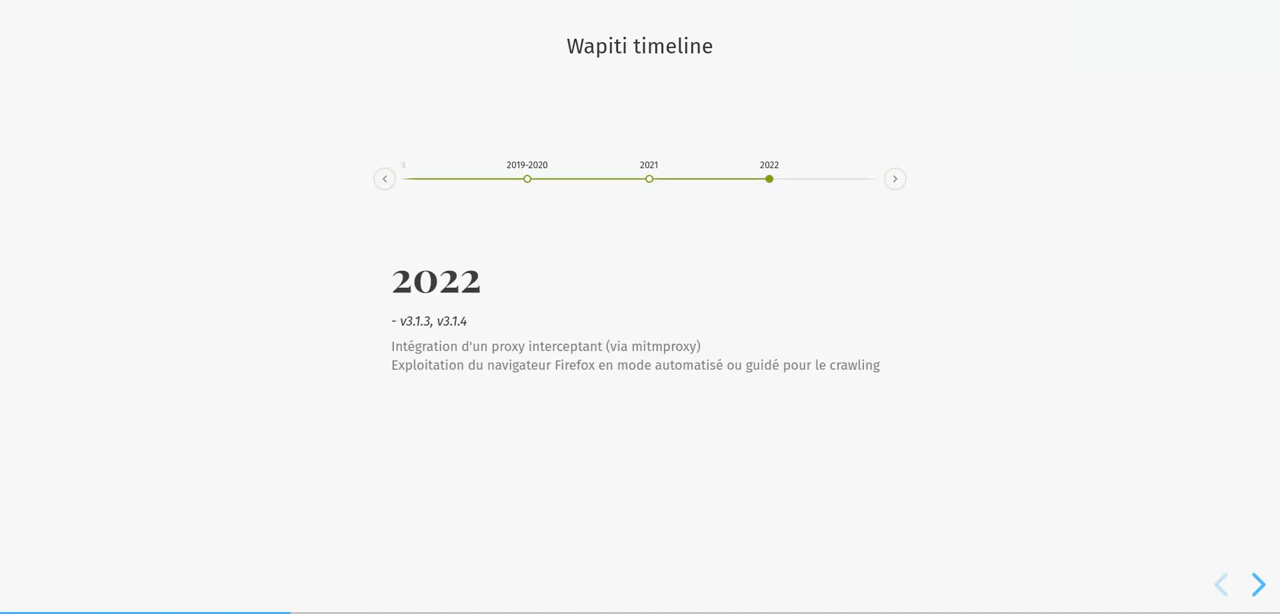 Wapiti timeline
2019-2020
2021
2022
2022
- v3.1.3, v3.1.4
Intégration d'un proxy interceptant (via mitmproxy)
Exploitation du navigateur Firefox en mode automatisé ou guidé pour le crawling